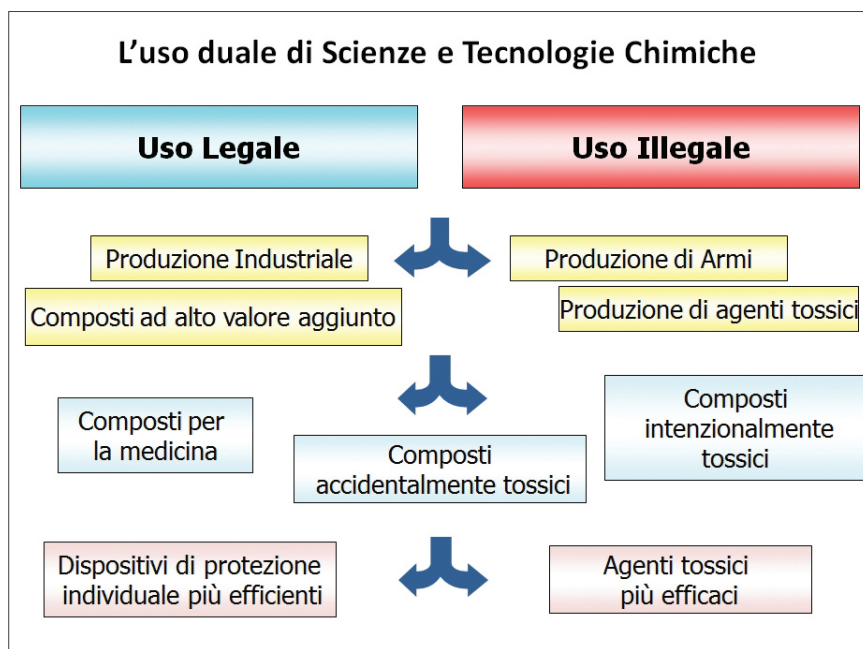 L'uso duale di Scienze e Tecnologie Chimiche
Uso Legale
Uso Illegale
Produzione Industriale
Produzione di Armi
Composti ad alto valore aggiunto
Produzione di agenti tossici
Composti per
la medicina
Composti
accidentalmente tossici
Composti
intenzionalmente
tossici
Dispositivi di protezione
individuale più efficienti
Agenti tossici
più efficaci